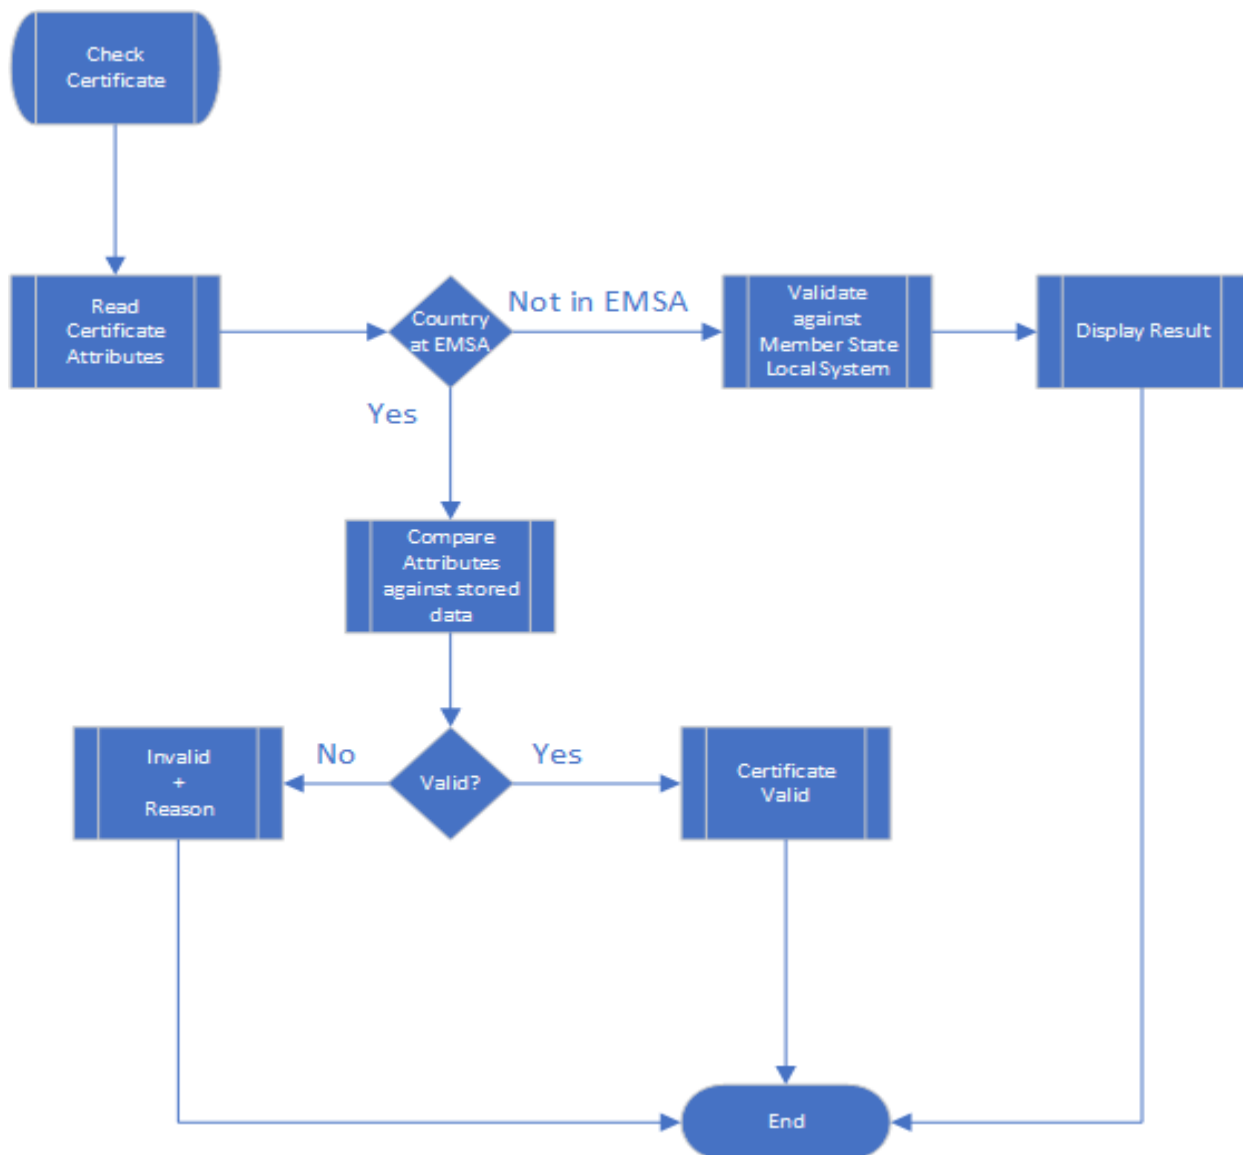 Check
Certificate
Read
Certificate
Attributes
Country
at EMSA
Not in EMSA
Validate
against
Member State
Local System
Display Result
Yes
Compare
Attributes
against stored
data
Invalid
+
Reason
No
Valid?
Yes
Certificate
Valid
End